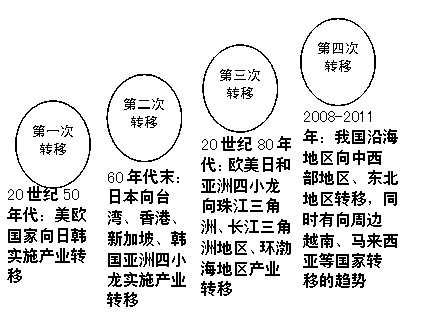 第一次
转移
20世纪50
年代：美欧
国家向日韩
实施产业转
移
第二次
转移
60年代末：
日本向台
湾、香港、
新加坡、韩
国亚洲四小
龙实施产业
转移
第三次
转移
20世纪80年
代：欧美日和
亚洲四小龙
向珠江三角
洲、长江三角
洲地区、环渤
海地区产业
转移
第四次
转移
2008-2011
年：我国沿海
地区向中西
部地区、东北
地区转移，同
时有向周边
越南、马来西
亚等国家转
移的趋势